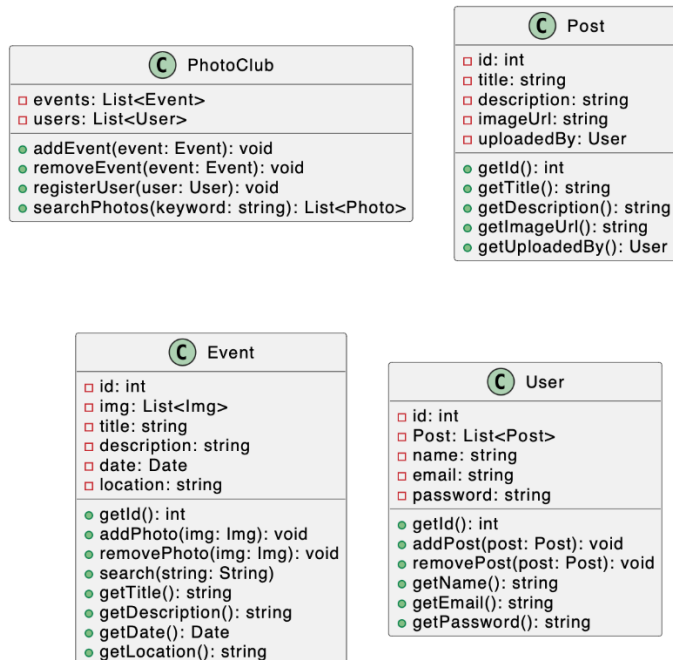 C PhotoClub
events: List<Event>
users: List<User>
addEvent(event: Event): void
removeEvent(event: Event): void
registerUser(user: User): void
searchPhotos(keyword: string): List<Photo>
C Post
id: int
title: string
description: string
imageUrl: string
uploadedBy: User
getId(): int
getTitle(): string
getDescription(): string
getImageUrl(): string
getUploadedBy(): User
C Event
id: int
img: List<Img>
title: string
description: string
date: Date
location: string
getId(): int
addPhoto(img: Img): void
removePhoto(img: Img): void
search(string: String)
getTitle(): string
getDescription(): string
getDate(): Date
getLocation(): string
C User
id: int
Post: List<Post>
name: string
email: string
password: string
getId(): int
addPost(post: Post): void
removePost(post: Post): void
getName(): string
getEmail(): string
getPassword(): string